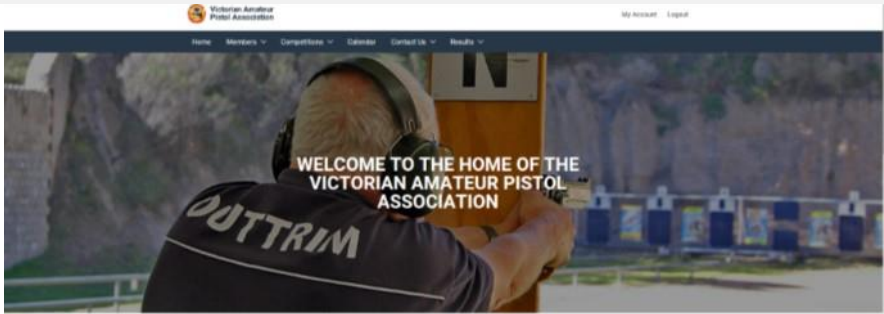 Victorian Amateur
Pistol Association
My Account Logout
Home Members Competitions Calendar Contact Us Results
WELCOME TO THE HOME OF THE
VICTORIAN AMATEUR PISTOL
ASSOCIATION
OUTTRIM